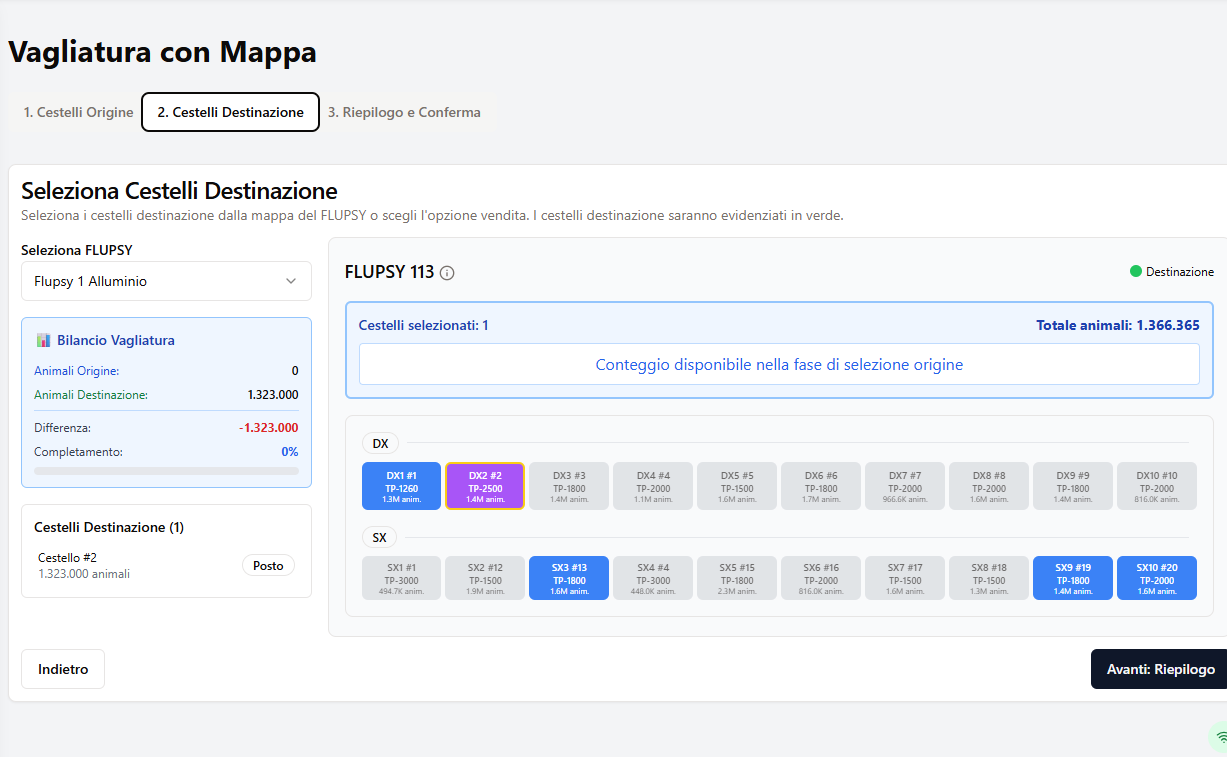 Vagliatura con Mappa
1. Cestelli Origine
2. Cestelli Destinazione
3. Riepilogo e Conferma
Seleziona Cestelli Destinazione
Seleziona i cestelli destinazione dalla mappa del FLUPSY o scegli l'opzione vendita. I cestelli destinazione saranno evidenziati in verde.
Seleziona FLUPSY
Flupsy 1 Alluminio
Bilancio Vagliatura
Animali Origine: 0
Animali Destinazione: 1.323.000
Differenza: -1.323.000
Completamento: 0%
Cestelli Destinazione (1)
Cestello #2
1.323.000 animali
Posto
FLUPSY 113
Destinazione
Cestelli selezionati: 1
Totale animali: 1.366.365
Conteggio disponibile nella fase di selezione origine
DX
DX1 #1
TP-1260
1.3M anim.
DX2 #2
TP-2500
1.4M anim.
DX3 #3
TP-1800
1.4M anim.
DX4 #4
TP-2000
1.1M anim.
DX5 #5
TP-1500
1.6M anim.
DX6 #6
TP-1800
1.7M anim.
DX7 #7
TP-2000
966.6K anim.
DX8 #8
TP-2000
1.6M anim.
DX9 #9
TP-1800
1.4M anim.
DX10 #10
TP-2000
816.0K anim.
SX
SX1 #1
TP-3000
494.7K anim.
SX2 #12
TP-1500
1.9M anim.
SX3 #13
TP-1800
1.6M anim.
SX4 #4
TP-3000
448.0K anim.
SX5 #15
TP-1800
2.3M anim.
SX6 #16
TP-2000
816.0K anim.
SX7 #17
TP-1500
1.6M anim.
SX8 #18
TP-1500
1.3M anim.
SX9 #19
TP-1800
1.4M anim.
SX10 #20
TP-2000
1.6M anim.
Indietro
Avanti: Riepilogo